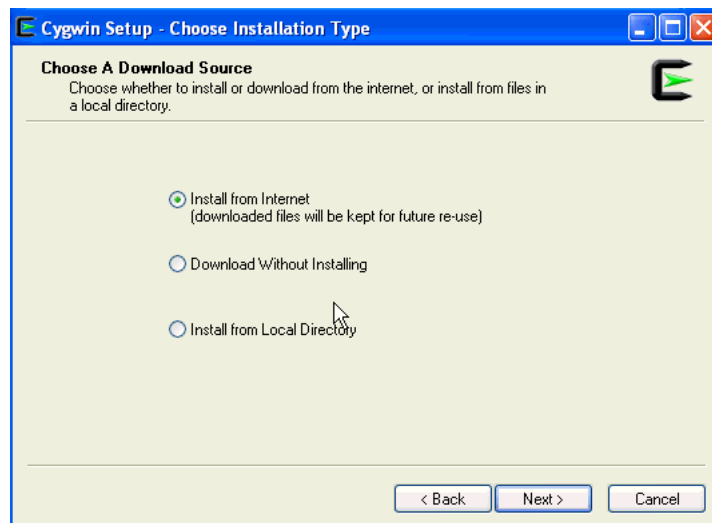 Cygwin Setup - Choose Installation Type
Choose A Download Source
Choose whether to install or download from the internet, or install from files in
a local directory.
Install from Internet
(downloaded files will be kept for future re-use)
Download Without Installing
Install from Local Directory
< Back Next > Cancel